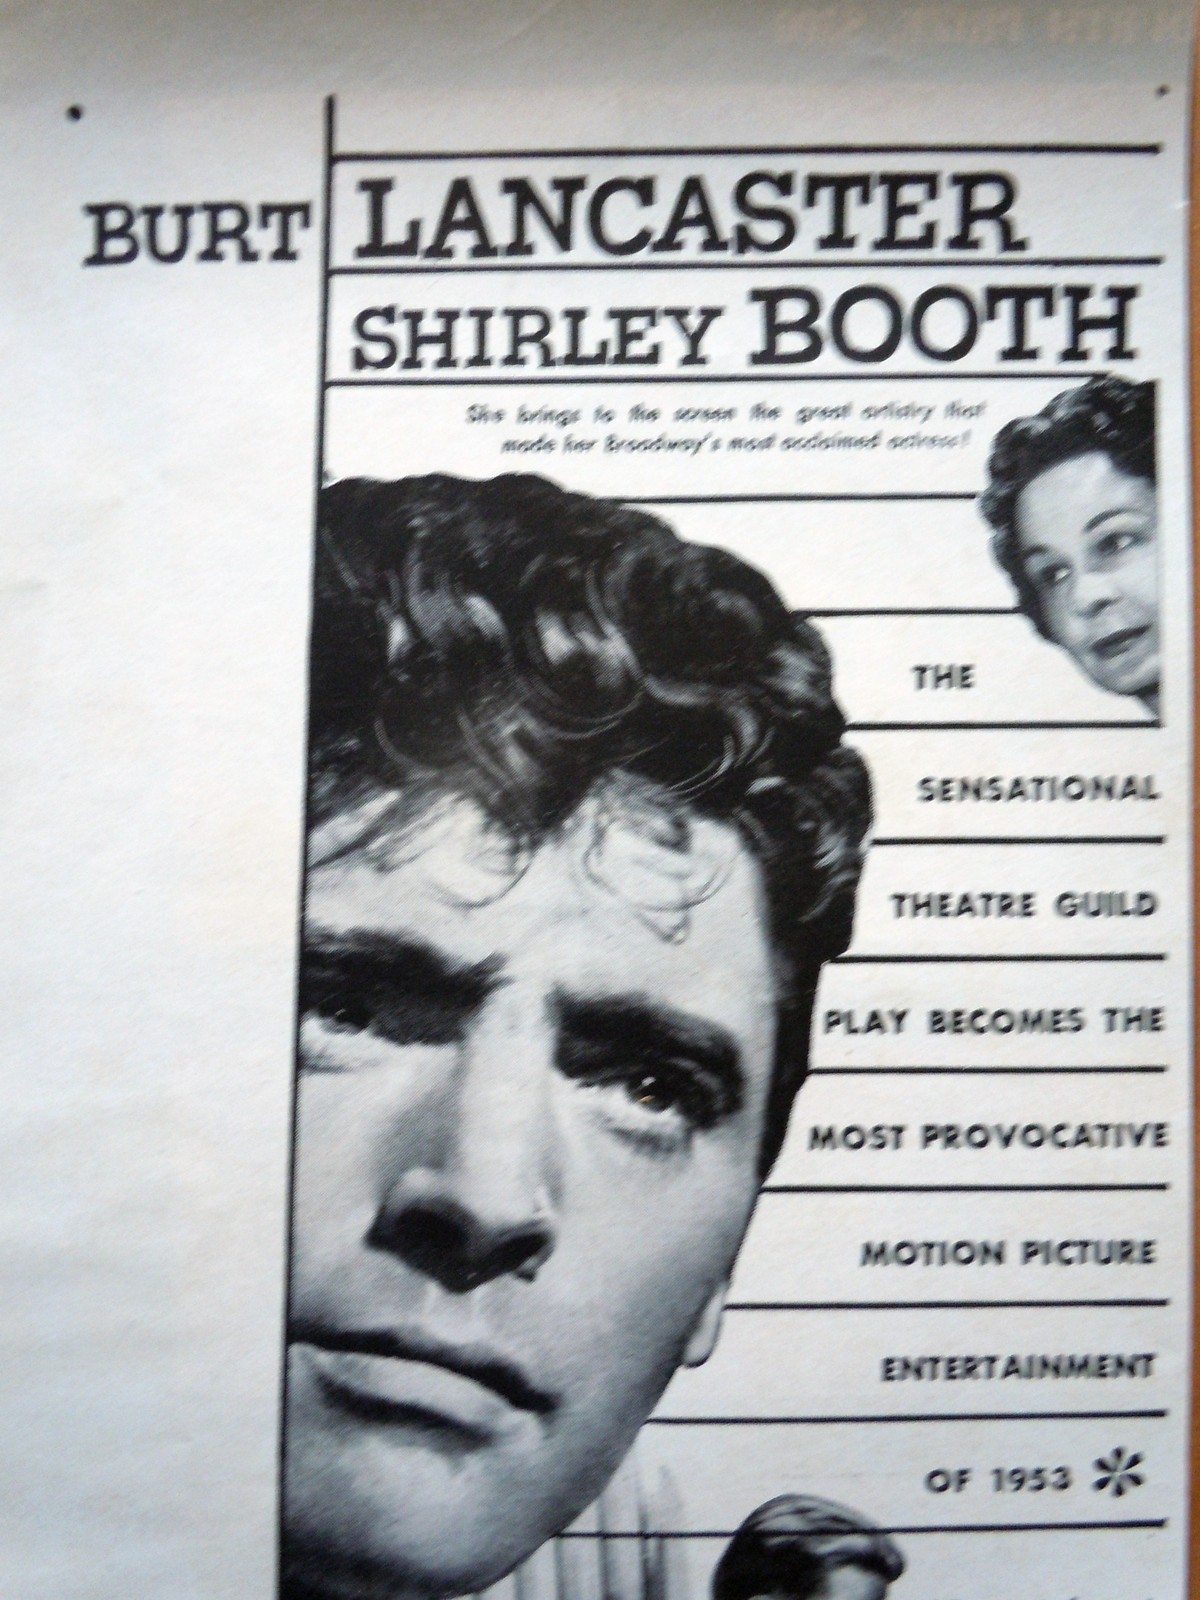 BURT LANCASTER
SHIRLEY BOOTH
She brings to the screen the great artistry that
made her Broadway's most acclaimed actress!
THE
SENSATIONAL
THEATRE GUILD
PLAY BECOMES THE
MOST PROVOCATIVE
MOTION PICTURE
ENTERTAINMENT
OF 1953 *